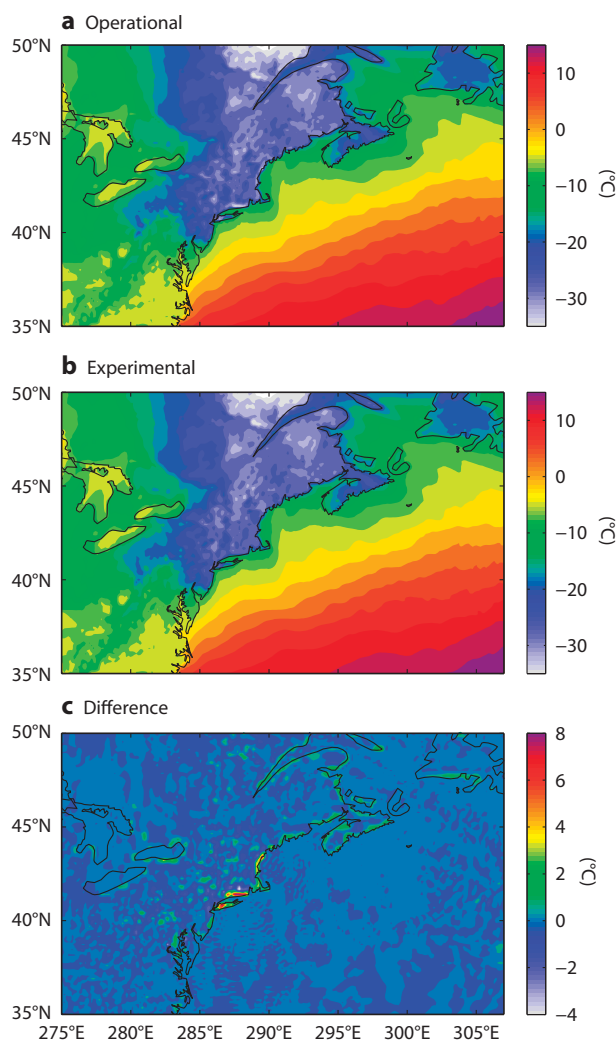 a Operational
50°N
45°N
40°N
35°N
10
0
−10
−20
−30
(°C)
b Experimental
50°N
45°N
40°N
35°N
10
0
−10
−20
−30
(°C)
c Difference
50°N
45°N
40°N
35°N
275°E 280°E 285°E 290°E 295°E 300°E 305°E
8
6
4
2
0
−2
−4
(°C)